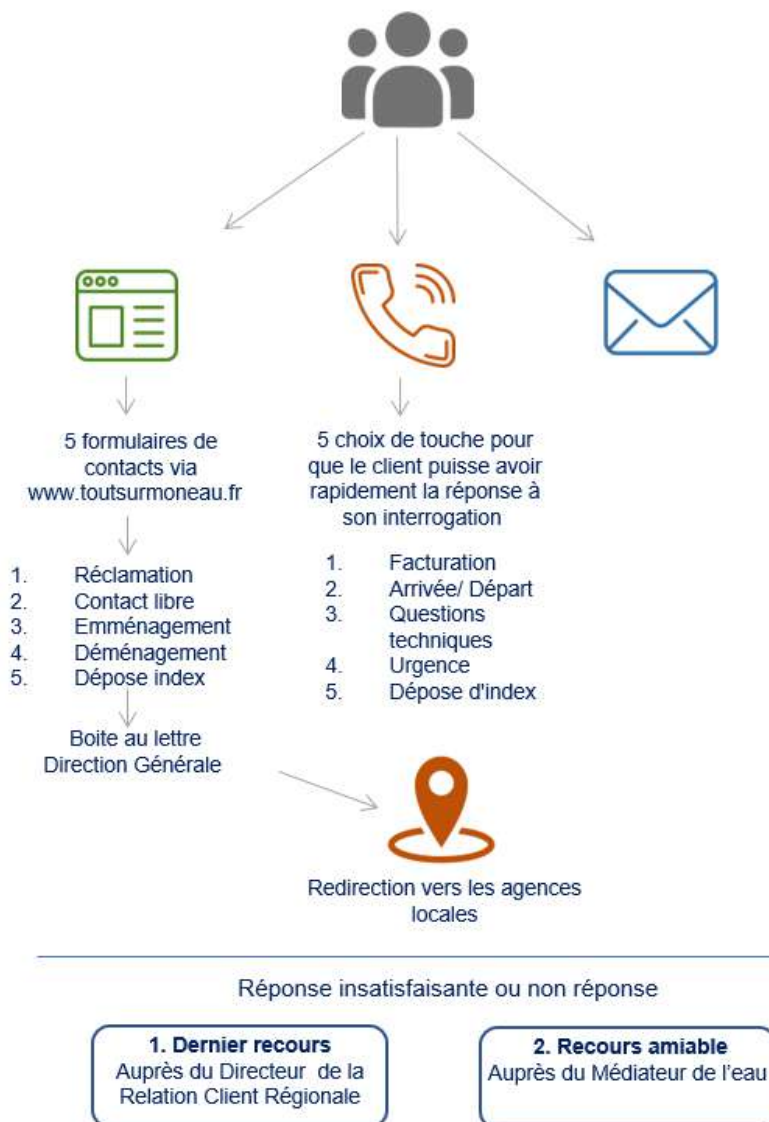 5 formulaires de
contacts via
www.toutsurmoneau.fr
1. Réclamation
2. Contact libre
3. Emménagement
4. Déménagement
5. Dépose index
Boite au lettre
Direction Générale
5 choix de touche pour
que le client puisse avoir
rapidement la réponse à
son interrogation
1. Facturation
2. Arrivée/ Départ
3. Questions
techniques
4. Urgence
5. Dépose d'index
Redirection vers les agences
locales
Réponse insatisfaisante ou non réponse
1. Dernier recours
Auprès du Directeur de la
Relation Client Régionale
2. Recours amiable
Auprès du Médiateur de l'eau